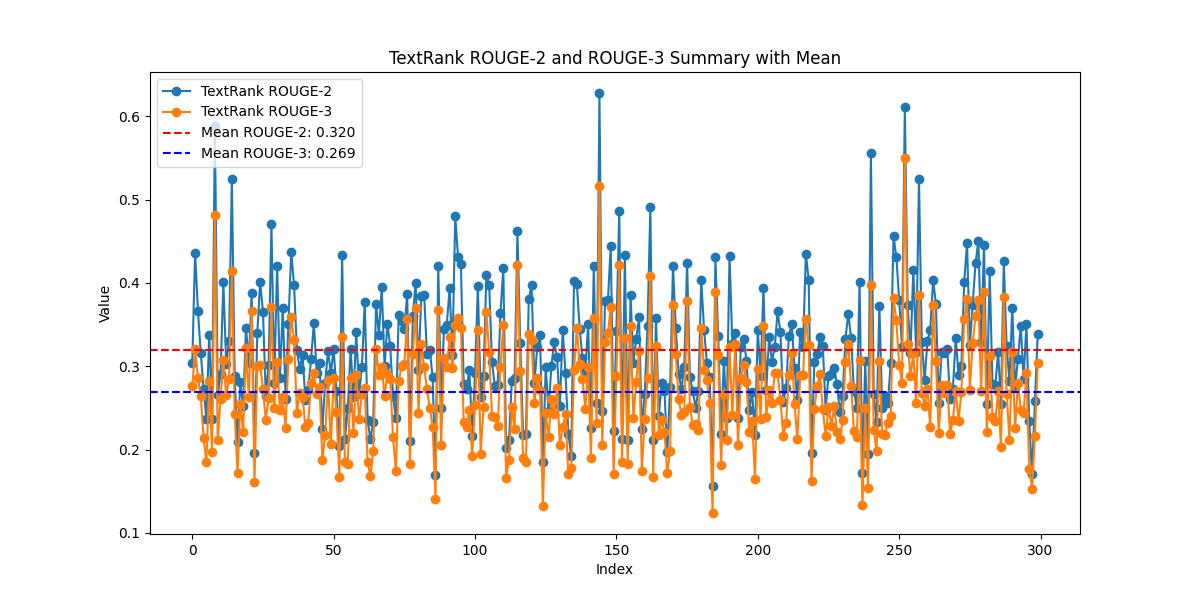 TextRank ROUGE-2 and ROUGE-3 Summary with Mean
TextRank ROUGE-2
TextRank ROUGE-3
Mean ROUGE-2: 0.320
Mean ROUGE-3: 0.269
Value
0.6
0.5
0.4
0.3
0.2
0.1
0 50 100 150 200 250 300
Index